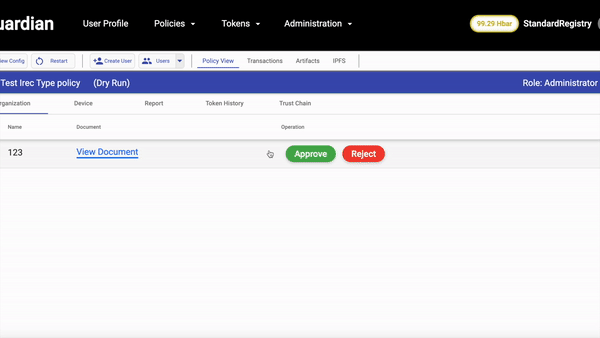 uardian User Profile Policies Tokens Administration 99.29 Hbar StandardRegistry
iew Config Restart Create User Users Policy View Transactions Artifacts IPFS
Test Irec Type policy (Dry Run) Role: Administrator
rganization Device Report Token History Trust Chain
Name Document Operation
123 View Document Approve Reject